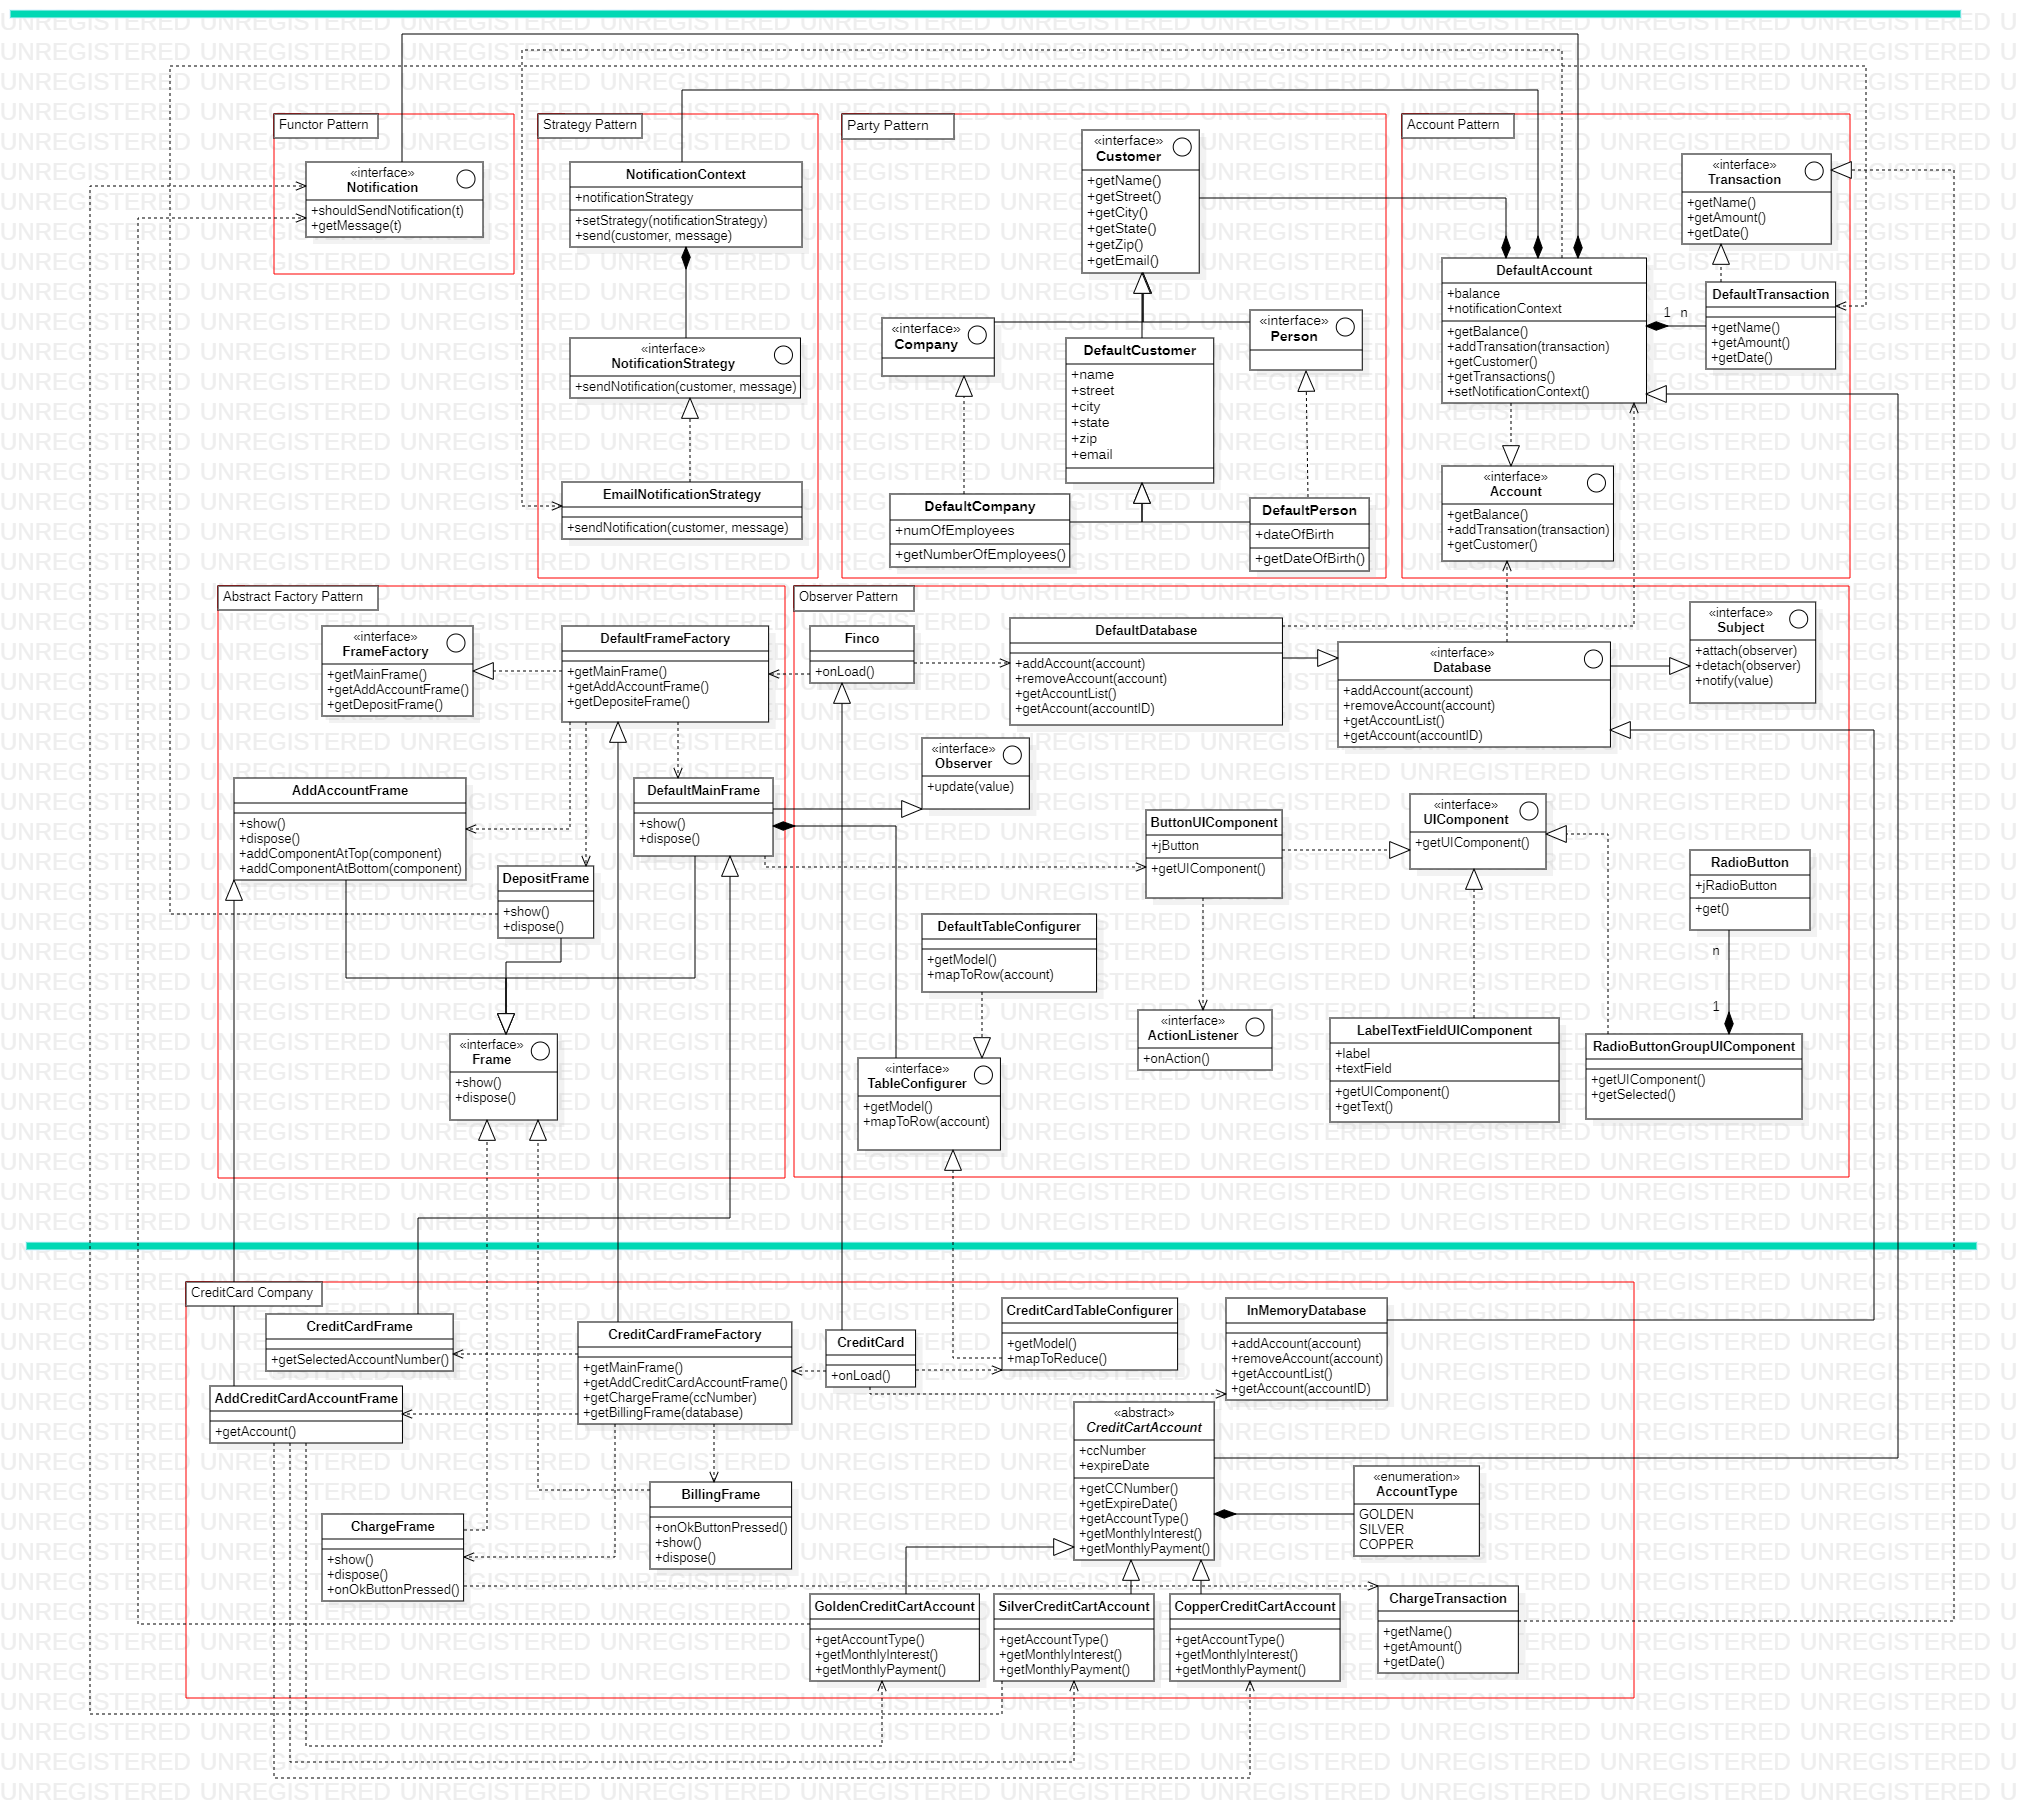 Functor Pattern
«interface»
Notification
+shouldSendNotification(t)
+getMessage(t)
Strategy Pattern
NotificationContext
+notificationStrategy
+setStrategy(notificationStrategy)
+send(customer, message)
«interface»
NotificationStrategy
+sendNotification(customer, message)
EmailNotificationStrategy
+sendNotification(customer, message)
Party Pattern
«interface»
Customer
+getName()
+getStreet()
+getCity()
+getState()
+getZip()
+getEmail()
«interface»
Company
DefaultCustomer
+name
+street
+city
+state
+zip
+email
«interface»
Person
DefaultCompany
+numOfEmployees
+getNumberOfEmployees()
DefaultPerson
+dateOfBirth
+getDateOfBirth()
Account Pattern
«interface»
Transaction
+getName()
+getAmount()
+getDate()
DefaultAccount
+balance
+notificationContext
+getBalance()
+addTransation(transaction)
+getCustomer()
+getTransactions()
+setNotificationContext()
1 n
DefaultTransaction
+getName()
+getAmount()
+getDate()
«interface»
Account
+getBalance()
+addTransation(transaction)
+getCustomer()
Abstract Factory Pattern
«interface»
FrameFactory
+getMainFrame()
+getAddAccountFrame()
+getDepositFrame()
DefaultFrameFactory
+getMainFrame()
+getAddAccountFrame()
+getDepositeFrame()
AddAccountFrame
+show()
+dispose()
+addComponentAtTop(component)
+addComponentAtBottom(component)
DefaultMainFrame
+show()
+dispose()
DepositFrame
+show()
+dispose()
«interface»
Frame
+show()
+dispose()
Observer Pattern
Finco
+onLoad()
DefaultDatabase
+addAccount(account)
+removeAccount(account)
+getAccountList()
+getAccount(accountID)
«interface»
Database
+addAccount(account)
+removeAccount(account)
+getAccountList()
+getAccount(accountID)
«interface»
Subject
+attach(observer)
+detach(observer)
+notify(value)
«interface»
Observer
+update(value)
ButtonUIComponent
+jButton
+getUIComponent()
«interface»
UIComponent
+getUIComponent()
RadioButton
+jRadioButton
+get()
n
1
DefaultTableConfigurer
+getModel()
+mapToRow(account)
«interface»
ActionListener
+onAction()
LabelTextFieldUIComponent
+label
+textField
+getUIComponent()
+getText()
RadioButtonGroupUIComponent
+getUIComponent()
+getSelected()
«interface»
TableConfigurer
+getModel()
+mapToRow(account)
CreditCard Company
CreditCardFrame
+getSelectedAccountNumber()
CreditCardFrameFactory
+getMainFrame()
+getAddCreditCardAccountFrame()
+getChargeFrame(ccNumber)
+getBillingFrame(database)
CreditCard
+onLoad()
CreditCardTableConfigurer
+getModel()
+mapToReduce()
InMemoryDatabase
+addAccount(account)
+removeAccount(account)
+getAccountList()
+getAccount(accountID)
AddCreditCardAccountFrame
+getAccount()
«abstract»
CreditCartAccount
+ccNumber
+expireDate
+getCCNumber()
+getExpireDate()
+getAccountType()
+getMonthlyInterest()
+getMonthlyPayment()
«enumeration»
AccountType
GOLDEN
SILVER
COPPER
BillingFrame
+onOkButtonPressed()
+show()
+dispose()
ChargeFrame
+show()
+dispose()
+onOkButtonPressed()
GoldenCreditCartAccount
+getAccountType()
+getMonthlyInterest()
+getMonthlyPayment()
SilverCreditCartAccount
+getAccountType()
+getMonthlyInterest()
+getMonthlyPayment()
CopperCreditCartAccount
+getAccountType()
+getMonthlyInterest()
+getMonthlyPayment()
ChargeTransaction
+getName()
+getAmount()
+getDate()
UNREGISTERED